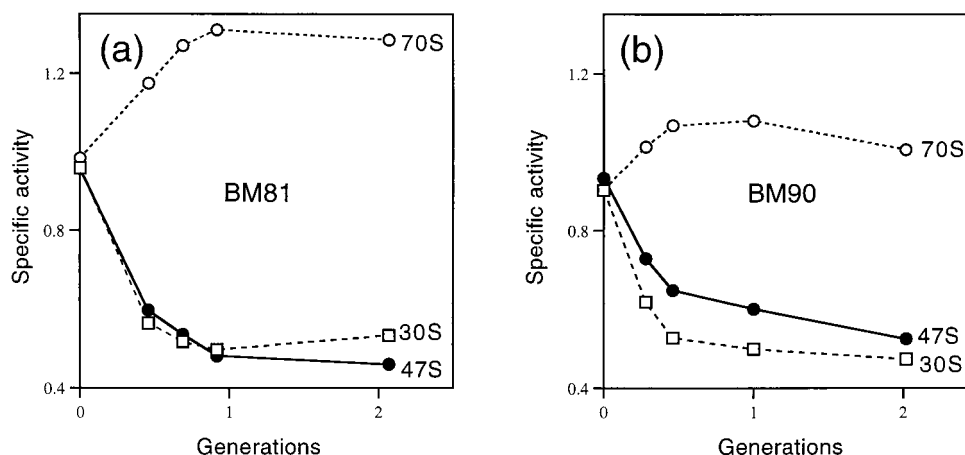 (a)
70S
1.2
Specific activity
0.8
BM81
30S
47S
0.4
0
1
2
Generations
(b)
1.2
70S
Specific activity
0.8
BM90
47S
30S
0.4
0
1
2
Generations